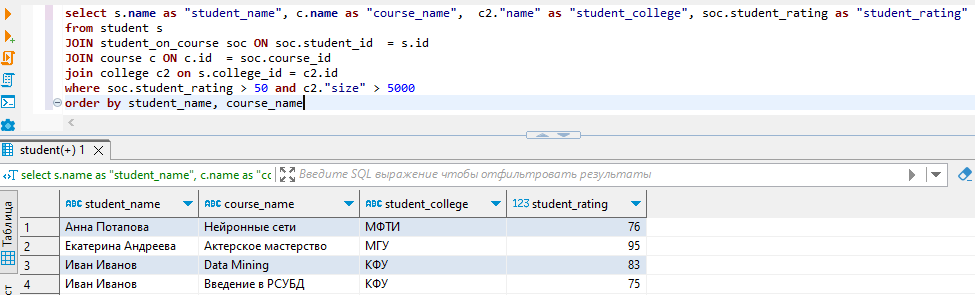 select s.name as "student_name", c.name as "course_name",  c2."name" as "student_college", soc.student_rating as "student_rating"
from student s
JOIN student_on_course soc ON soc.student_id  = s.id
JOIN course c ON c.id  = soc.course_id
join college c2 on s.college_id = c2.id
where soc.student_rating > 50 and c2."size" > 5000
order by student_name, course_name
student(+) 1
select s.name as "student_name", c.name as "cc Введите SQL выражение чтобы отфильтровать результаты
Таблица
ABC student_name ABC course_name ABC student_college 123 student_rating
1 Анна Потапова Нейронные сети МФТИ 76
2 Екатерина Андреева Актерское мастерство МГУ 95
3 Иван Иванов Data Mining КФУ 83
4 Иван Иванов Введение в РСУБД КФУ 75